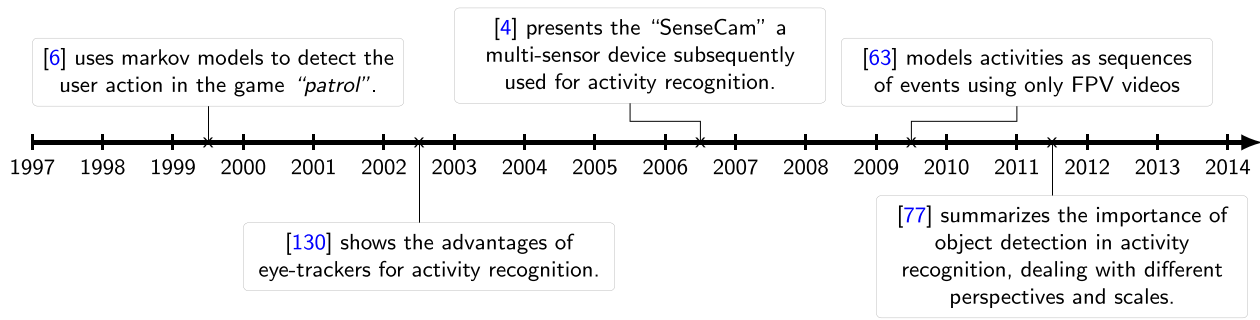 [6] uses markov models to detect the
user action in the game “patrol”.
[4] presents the “SenseCam” a
multi-sensor device subsequently
used for activity recognition.
[63] models activities as sequences
of events using only FPV videos
1997 1998 1999 2000 2001 2002 2003 2004 2005 2006 2007 2008 2009 2010 2011 2012 2013 2014
[130] shows the advantages of
eye-trackers for activity recognition.
[77] summarizes the importance of
object detection in activity
recognition, dealing with different
perspectives and scales.